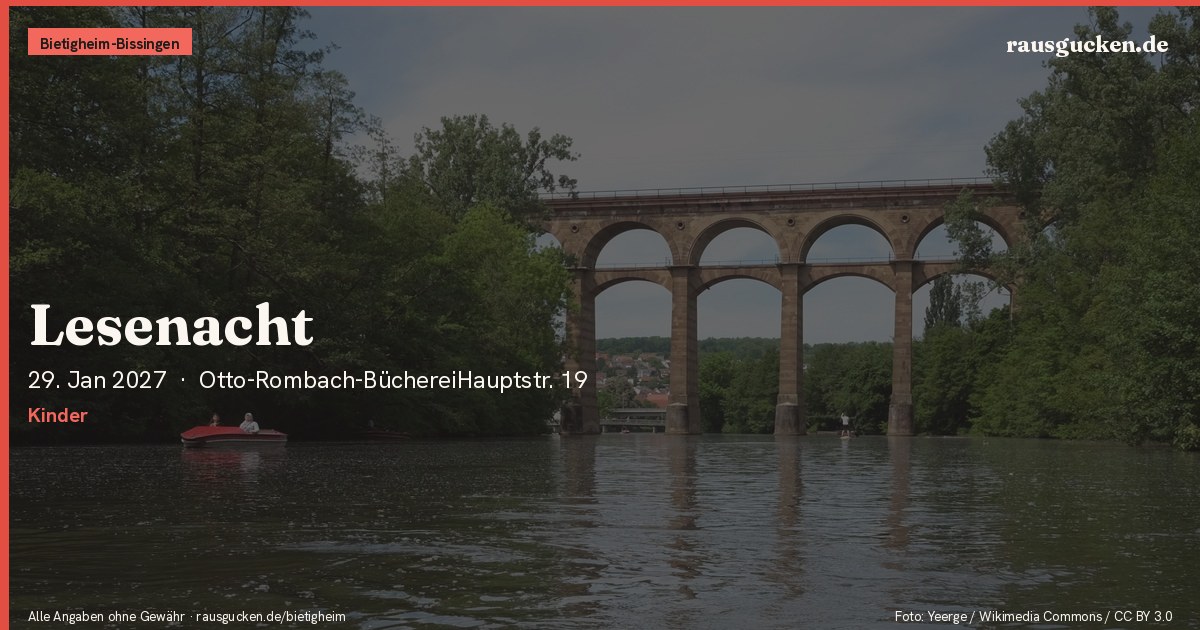 Bietigheim-Bissingen
rausgucken.de
Lesenacht
29. Jan 2027 · Otto-Rombach-BüchereiHauptstr. 19
Kinder
Alle Angaben ohne Gewähr · rausgucken.de/bietigheim
Foto: Yeerge / Wikimedia Commons / CC BY 3.0